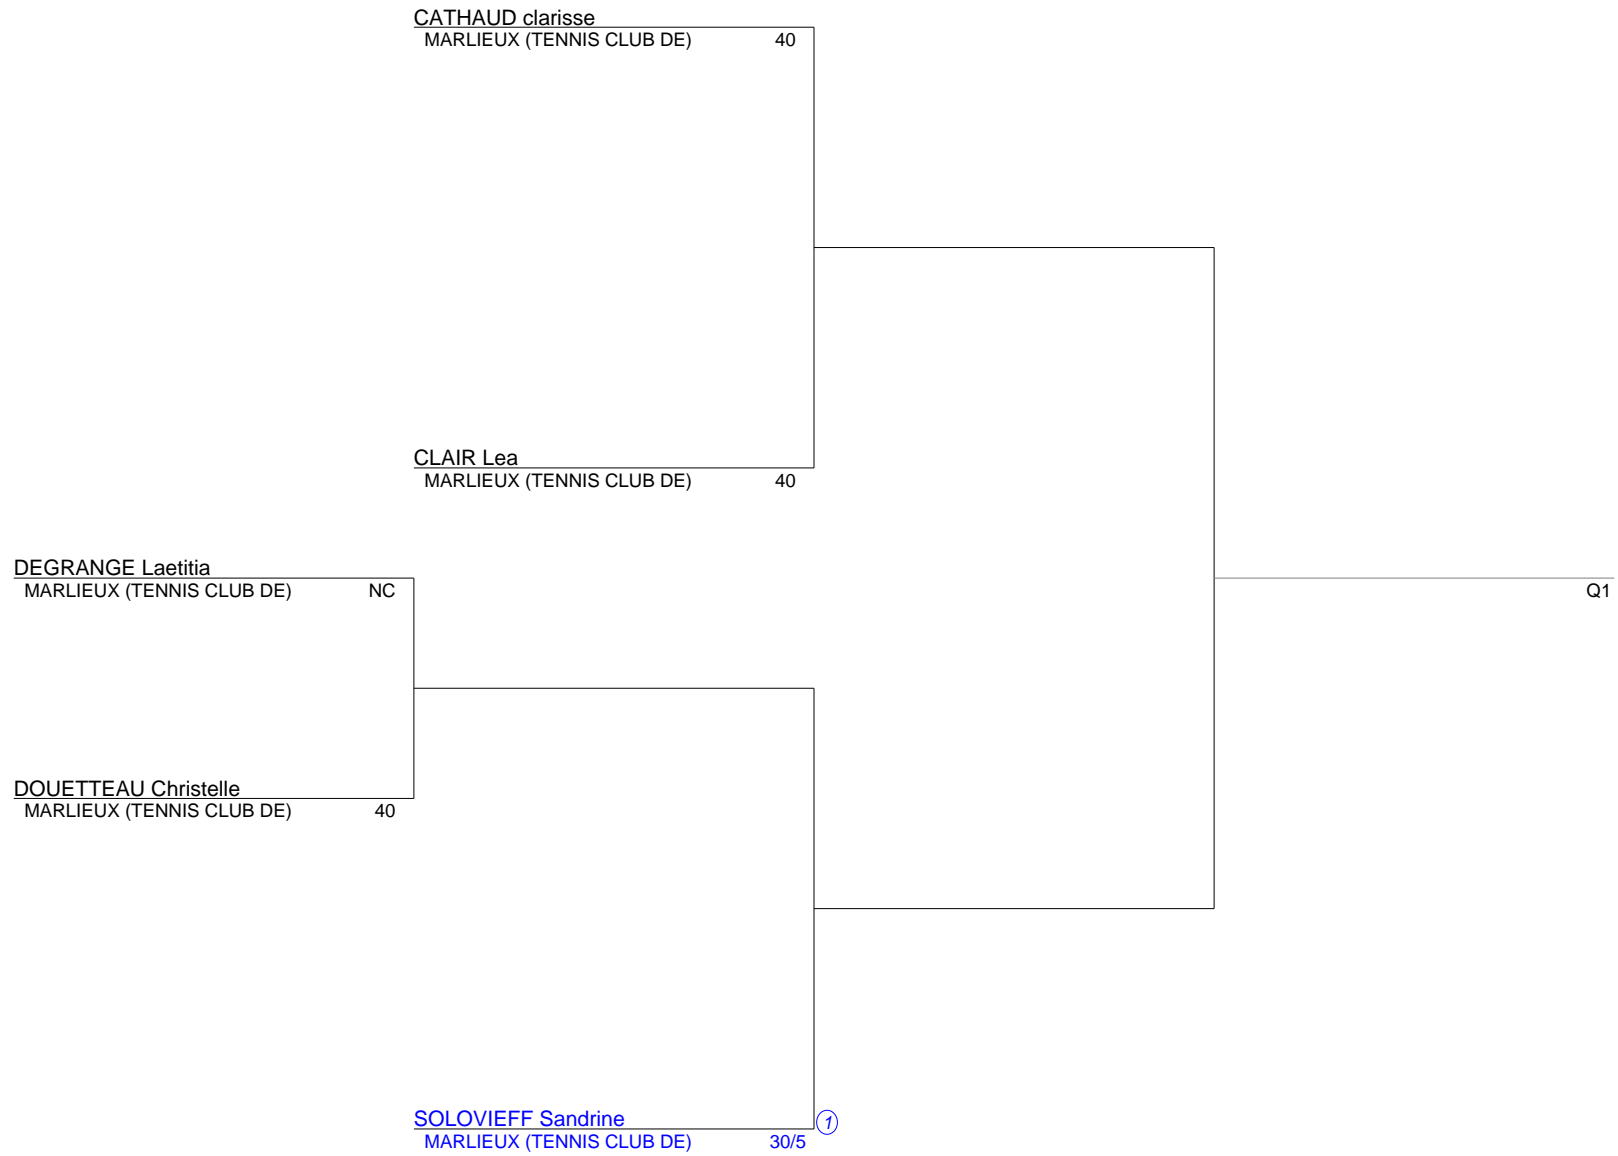 CATHAUD clarisse
MARLIEUX (TENNIS CLUB DE) 40
CLAIR Lea
MARLIEUX (TENNIS CLUB DE) 40
DEGRANGE Laetitia
MARLIEUX (TENNIS CLUB DE) NC
Q1
DOUETTEAU Christelle
MARLIEUX (TENNIS CLUB DE) 40
SOLOVIEFF Sandrine 1
MARLIEUX (TENNIS CLUB DE) 30/5